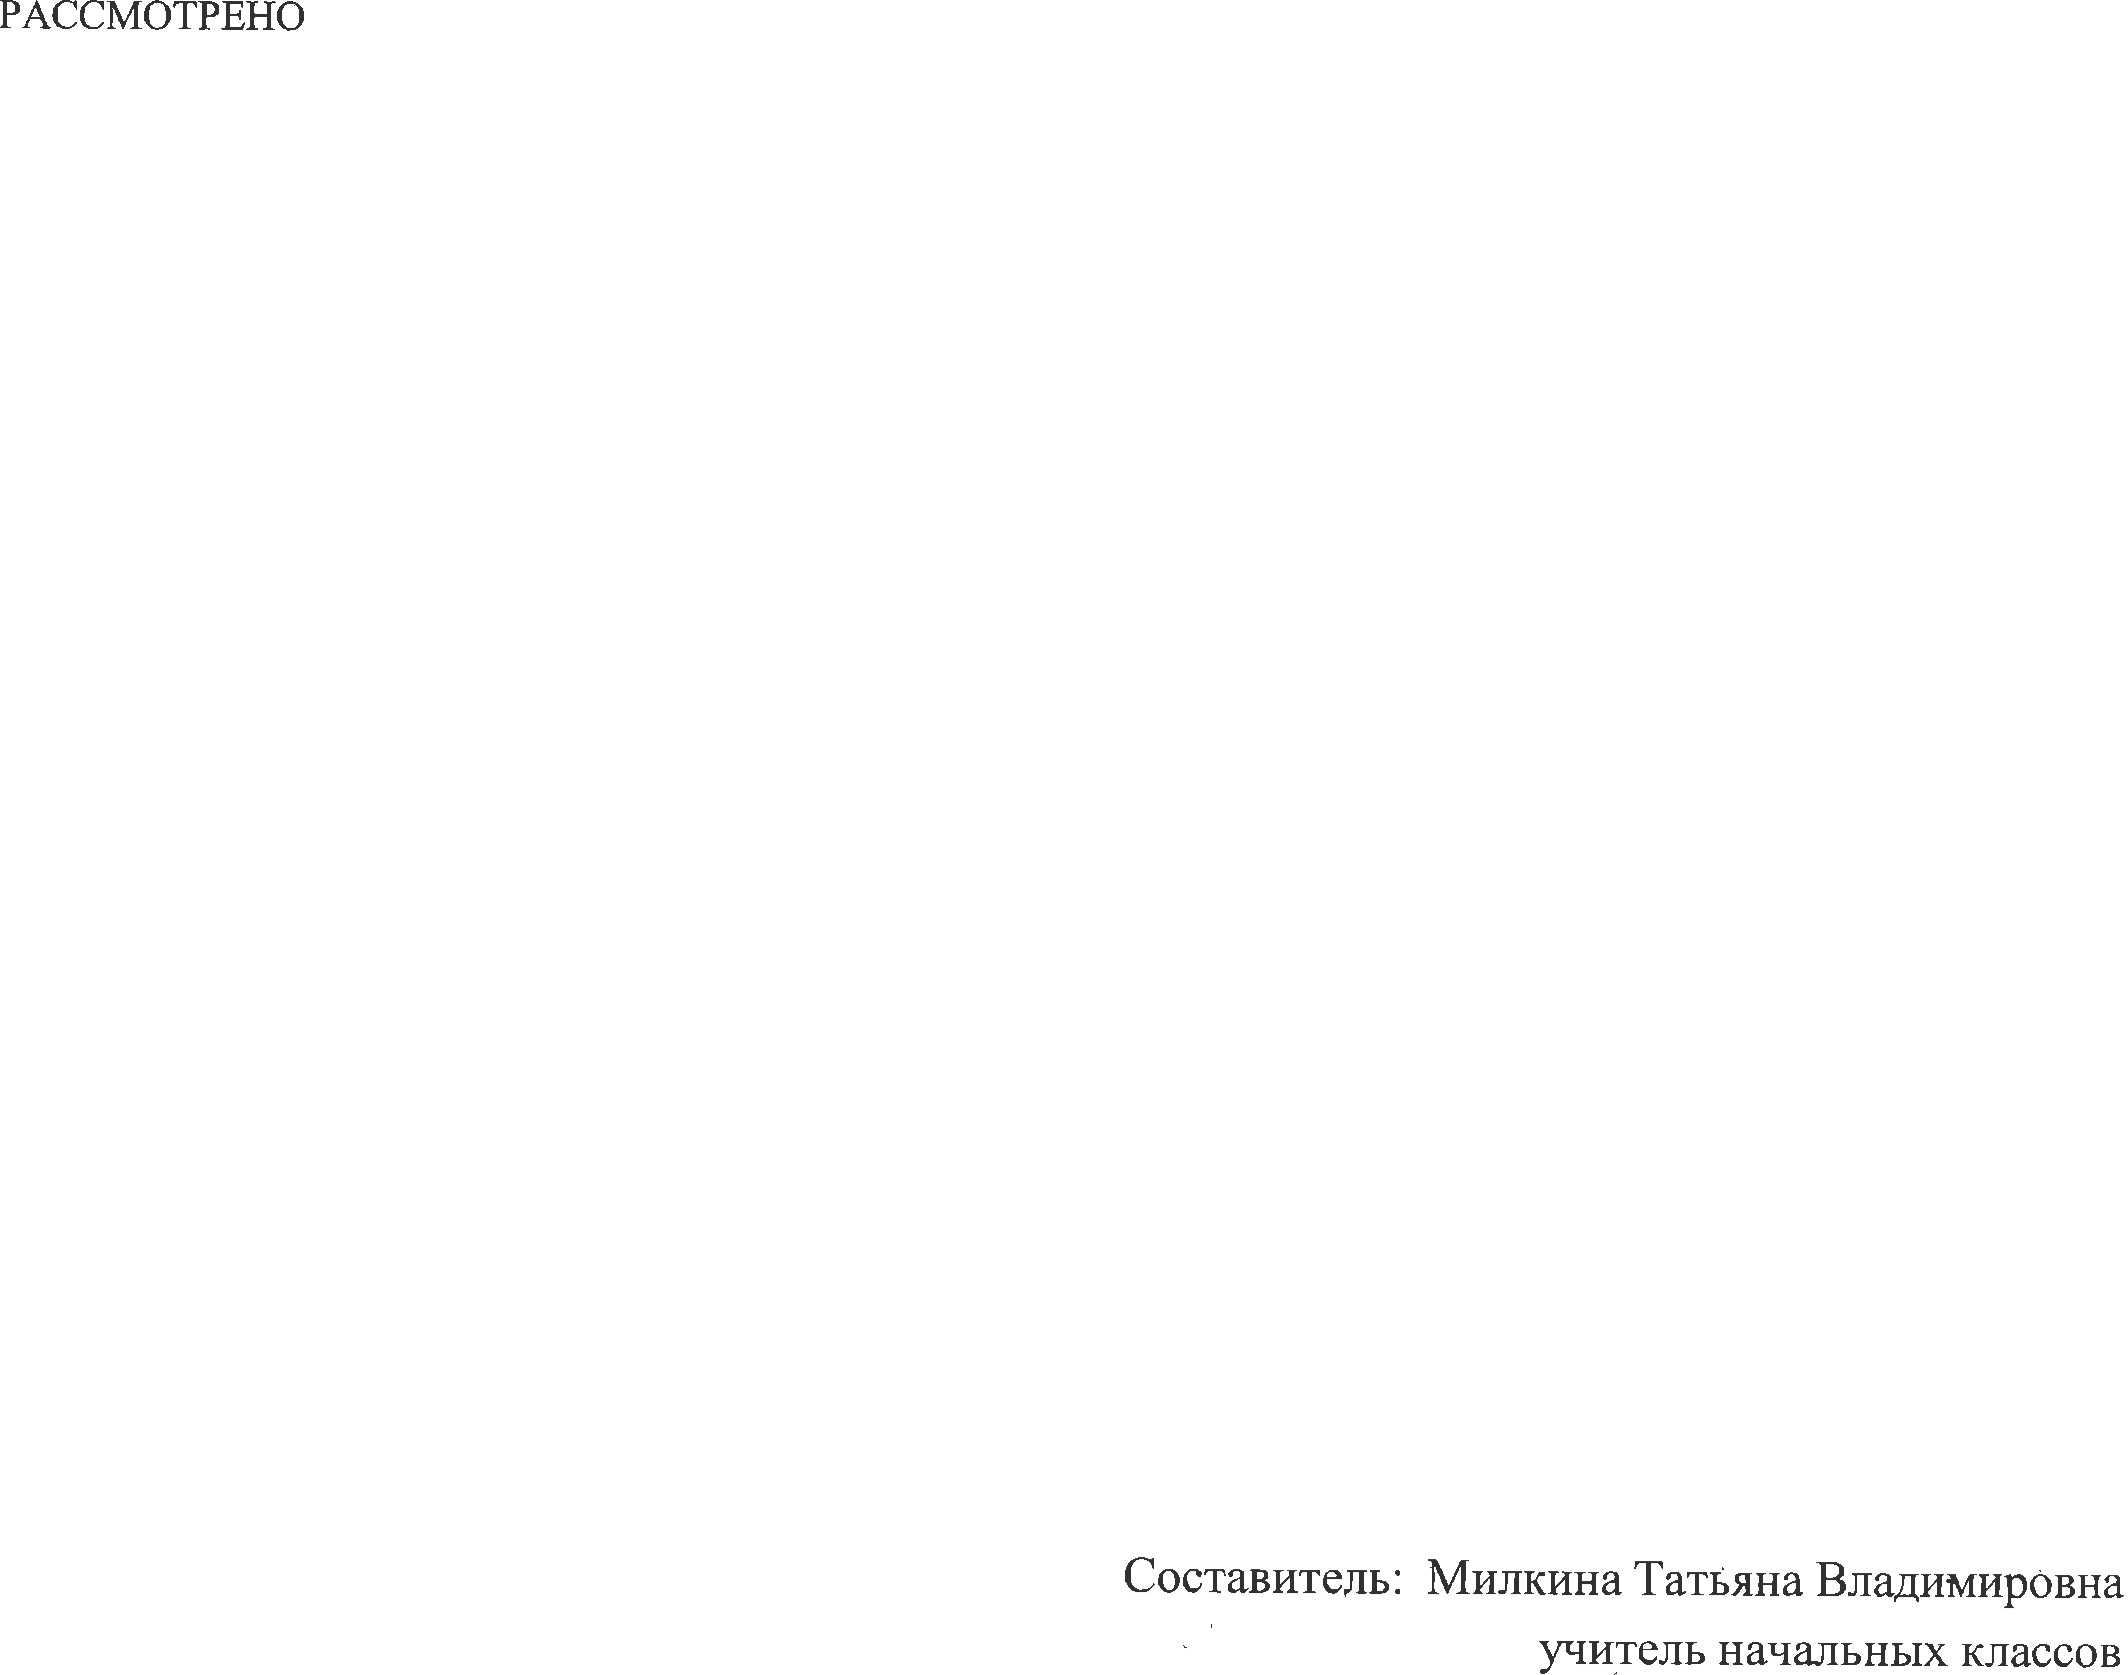 РАССМОТРЕНО
Составитель: Милкина Татьяна Владимировна
учитель начальных классов